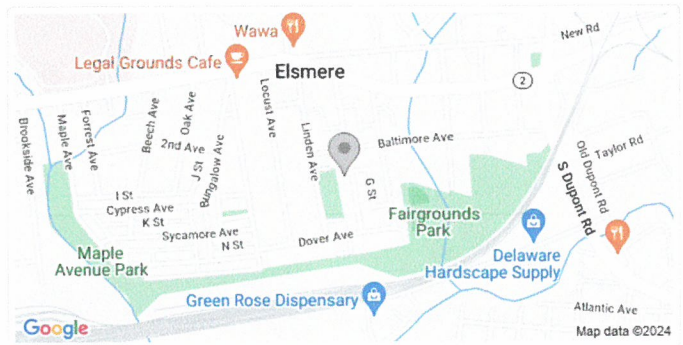 New Rd
Wawa
Legal Grounds Cafe
Elsmere
2
Brookside Ave
Maple Ave
Forrest Ave
Beech Ave
Oak Ave
2nd Ave
J St
Bungalow Ave
Locust Ave
Linden Ave
Baltimore Ave
G St
Taylor Rd
Old Dupont Rd
S Dupont Rd
I St
Cypress Ave
K St
Sycamore Ave
N St
Dover Ave
Fairgrounds
Park
Maple
Avenue Park
Delaware
Hardscape Supply
Green Rose Dispensary
Atlantic Ave
Google
Map data ©2024